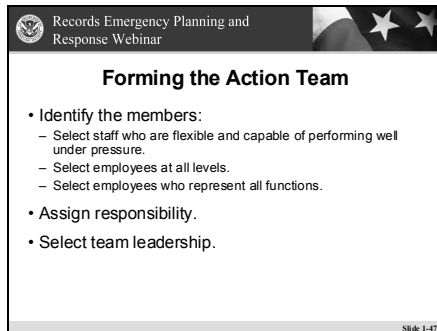 Records Emergency Planning and
Response Webinar
Forming the Action Team
• Identify the members:
– Select staff who are flexible and capable of performing well
under pressure.
– Select employees at all levels.
– Select employees who represent all functions.
• Assign responsibility.
• Select team leadership.
Slide 1-47